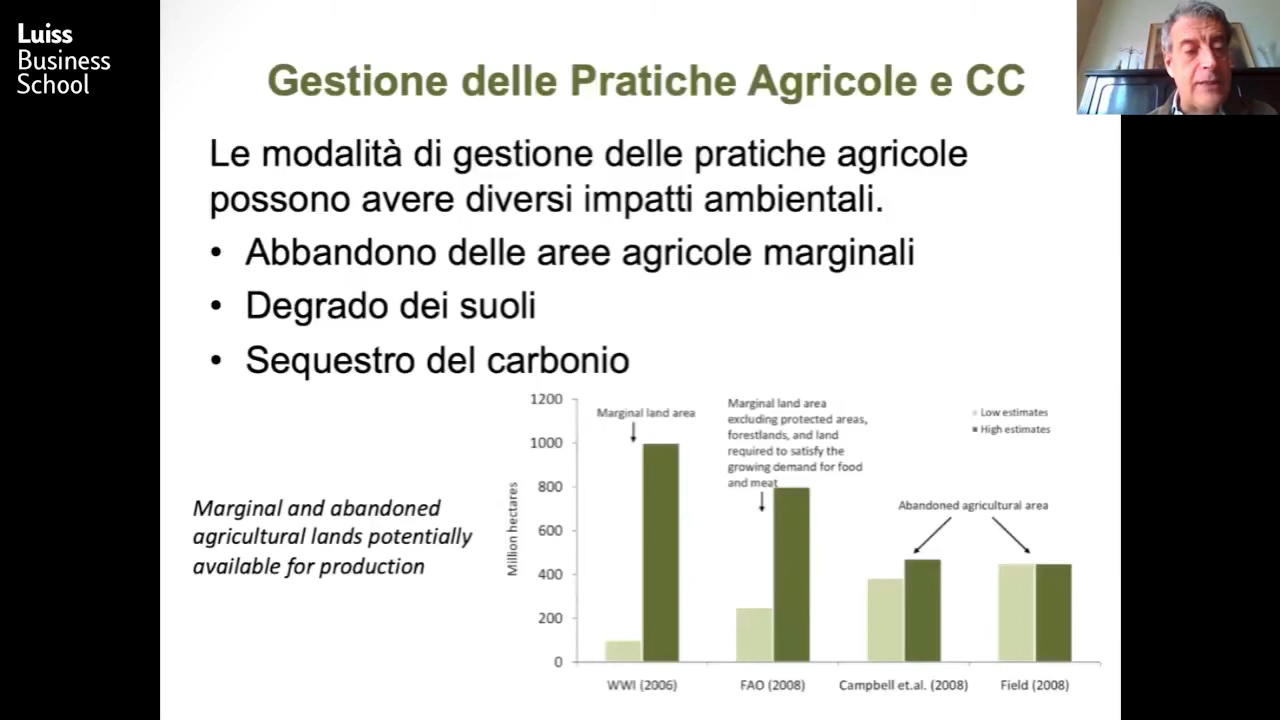 Luiss
Business
School
Gestione delle Pratiche Agricole e CC
Le modalità di gestione delle pratiche agricole
possono avere diversi impatti ambientali.
• Abbandono delle aree agricole marginali
• Degrado dei suoli
• Sequestro del carbonio
Marginal and abandoned
agricultural lands potentially
available for production
Million hectares
1200
1000
800
600
400
200
0
Marginal land area
Marginal land area
excluding protected areas,
forestlands, and land
required to satisfy the
growing demand for food
and meat
Low estimates
High estimates
Abandoned agricultural area
WWI (2006)
FAO (2008)
Campbell et.al. (2008)
Field (2008)